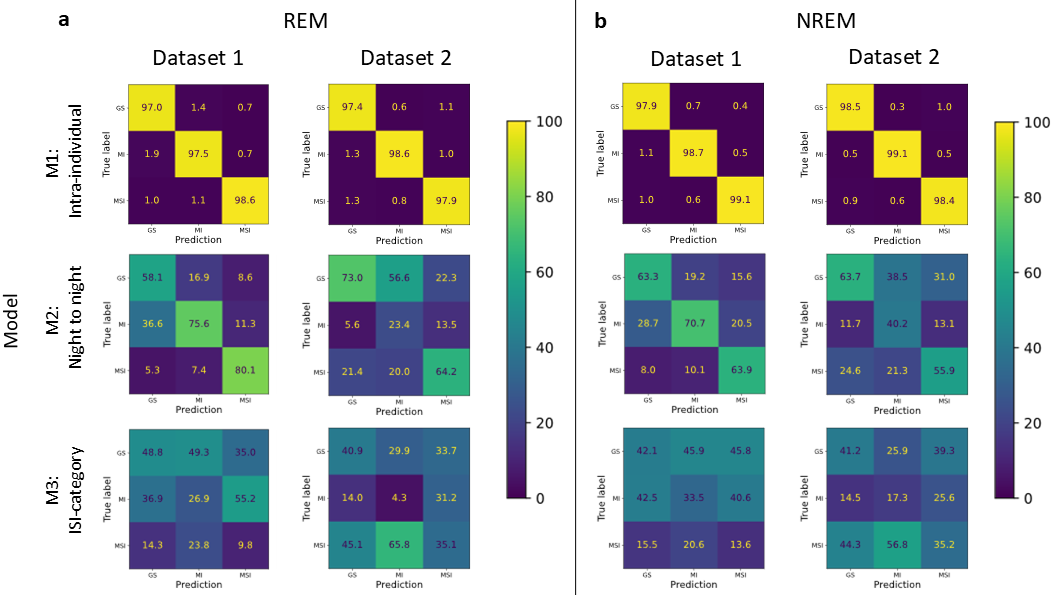 a
REM
b
NREM
Dataset 1
Dataset 2
Dataset 1
Dataset 2
Model
M1:
Intra-individual
True label
GS 97.0 1.4 0.7
MI 1.9 97.5 0.7
MSI 1.0 1.1 98.6
GS MI MSI
Prediction
True label
GS 97.4 0.6 1.1
MI 1.3 98.6 1.0
MSI 1.3 0.8 97.9
GS MI MSI
Prediction
True label
GS 97.9 0.7 0.4
MI 1.1 98.7 0.5
MSI 1.0 0.6 99.1
GS MI MSI
Prediction
True label
GS 98.5 0.3 1.0
MI 0.5 99.1 0.5
MSI 0.9 0.6 98.4
GS MI MSI
Prediction
M2:
Night to night
True label
GS 58.1 16.9 8.6
MI 36.6 75.6 11.3
MSI 5.3 7.4 80.1
GS MI MSI
Prediction
True label
GS 73.0 56.6 22.3
MI 5.6 23.4 13.5
MSI 21.4 20.0 64.2
GS MI MSI
Prediction
True label
GS 63.3 19.2 15.6
MI 28.7 70.7 20.5
MSI 8.0 10.1 63.9
GS MI MSI
Prediction
True label
GS 63.7 38.5 31.0
MI 11.7 40.2 13.1
MSI 24.6 21.3 55.9
GS MI MSI
Prediction
M3:
ISI-category
True label
GS 48.8 49.3 35.0
MI 36.9 26.9 55.2
MSI 14.3 23.8 9.8
GS MI MSI
Prediction
True label
GS 40.9 29.9 33.7
MI 14.0 4.3 31.2
MSI 45.1 65.8 35.1
GS MI MSI
Prediction
True label
GS 42.1 45.9 45.8
MI 42.5 33.5 40.6
MSI 15.5 20.6 13.6
GS MI MSI
Prediction
True label
GS 41.2 25.9 39.3
MI 14.5 17.3 25.6
MSI 44.3 56.8 35.2
GS MI MSI
Prediction
100
80
60
40
20
0
100
80
60
40
20
0